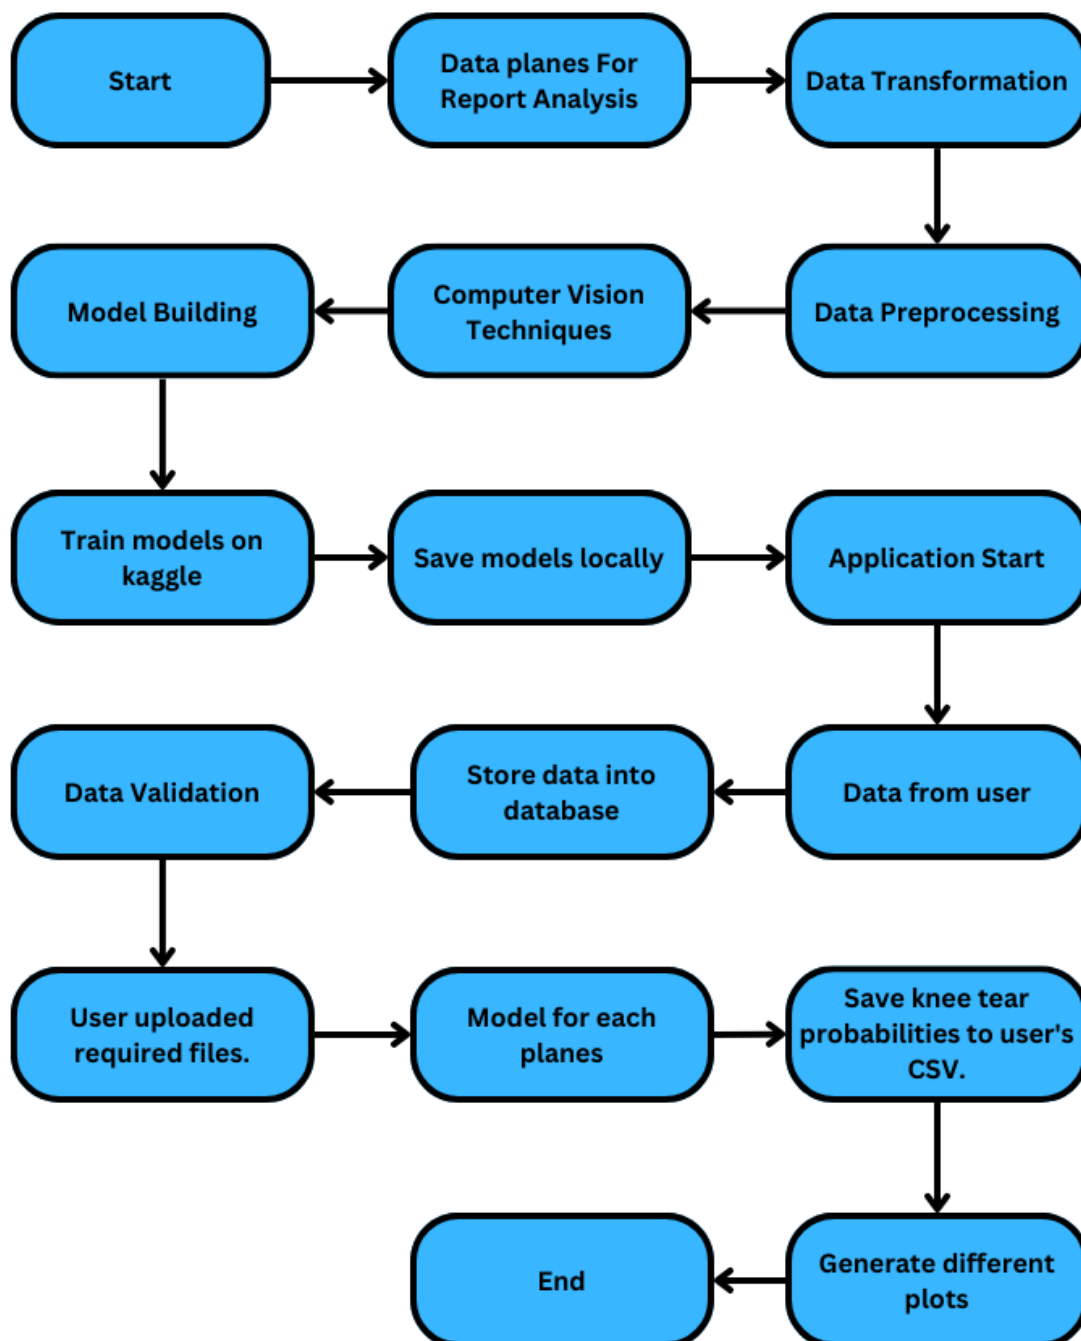 Start
Data planes For
Report Analysis
Data Transformation
Data Preprocessing
Computer Vision
Techniques
Model Building
Train models on
kaggle
Save models locally
Application Start
Data from user
Store data into
database
Data Validation
User uploaded
required files.
Model for each
planes
Save knee tear
probabilities to user's
CSV.
Generate different
plots
End